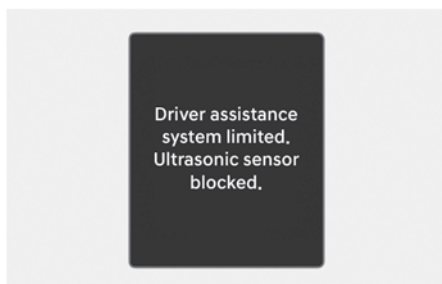 Driver assistance
system limited.
Ultrasonic sensor
blocked.